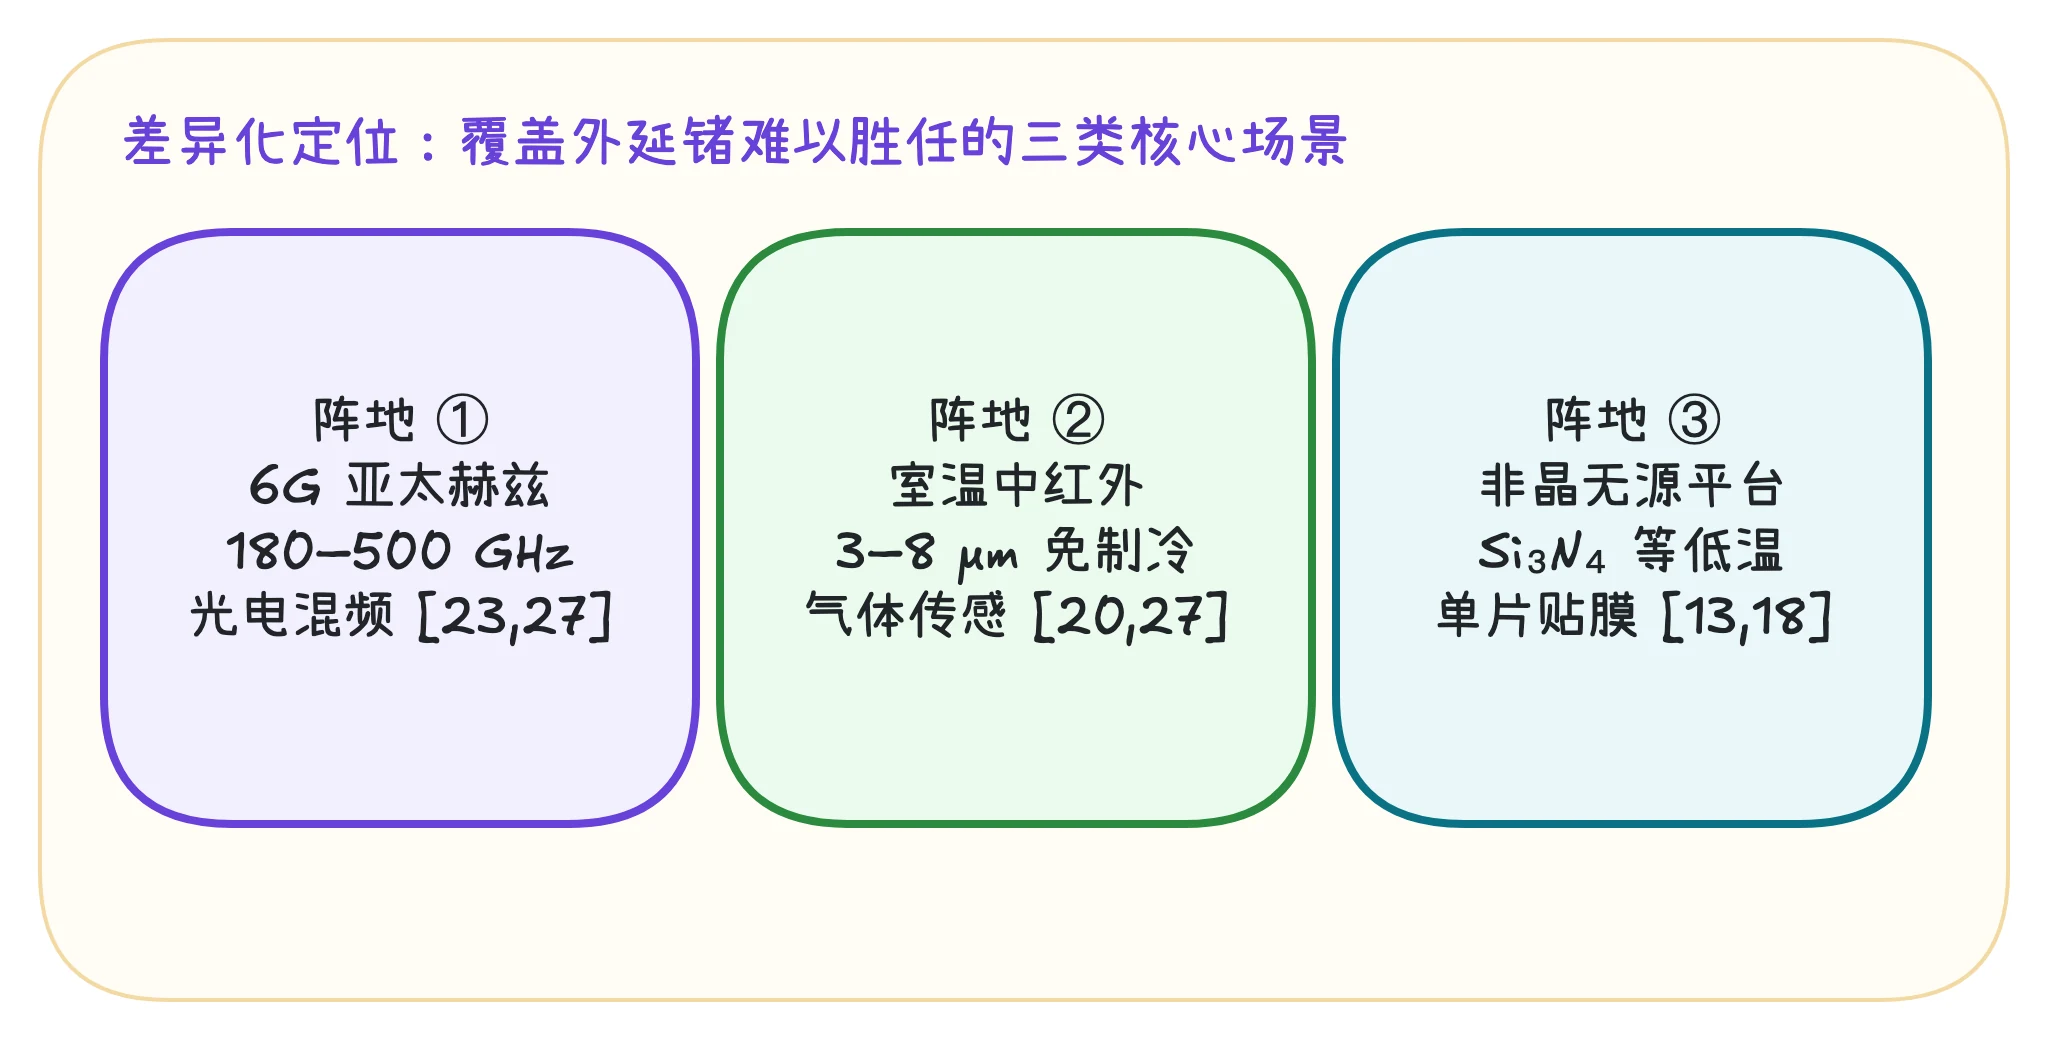 差异化定位：覆盖外延锗难以胜任的三类核心场景
阵地 ①
6G 亚太赫兹
180–500 GHz
光电混频 [23,27]
阵地 ②
室温中红外
3–8 μm 免制冷
气体传感 [20,27]
阵地 ③
非晶无源平台
Si₃N₄ 等低温
单片贴膜 [13,18]